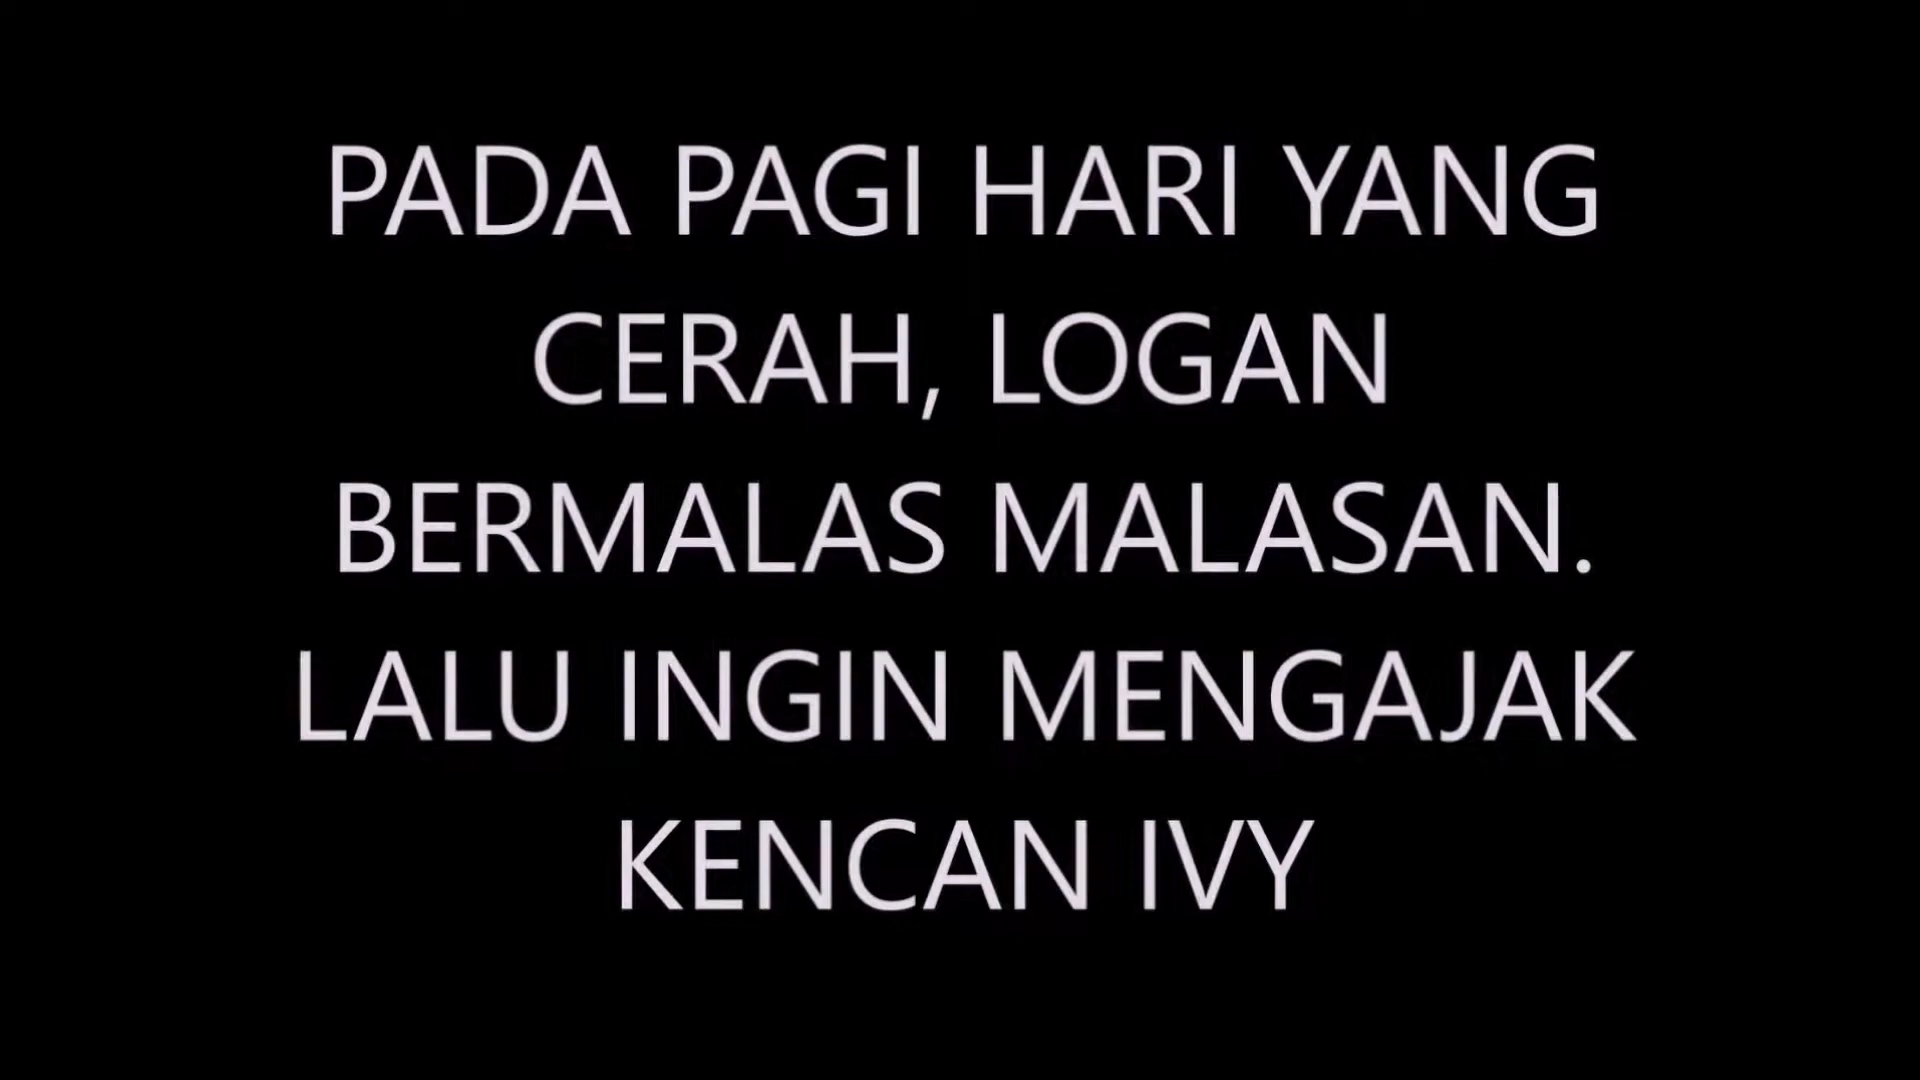 PADA PAGI HARI YANG
CERAH, LOGAN
BERMALAS MALASAN.
LALU INGIN MENGAJAK
KENCAN IVY